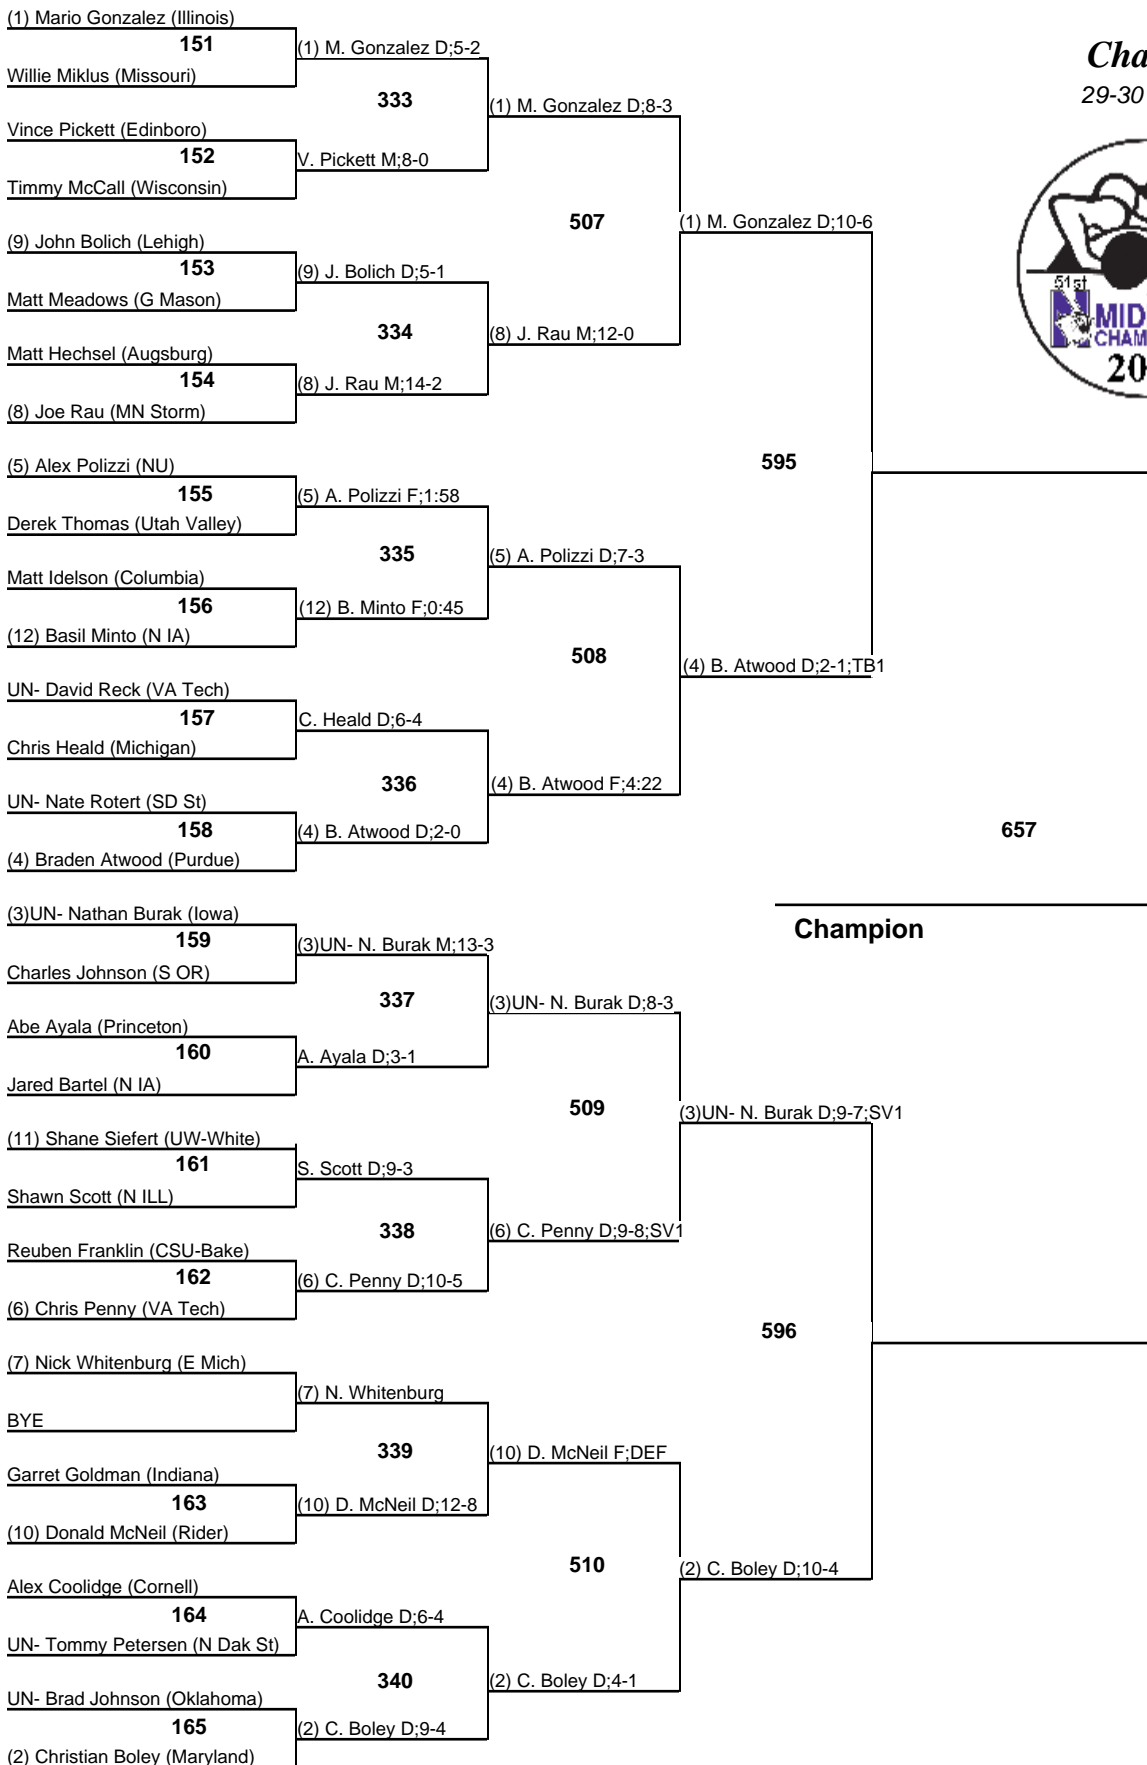 (1) Mario Gonzalez (Illinois)
151
Willie Miklus (Missouri)
(1) M. Gonzalez D;5-2
333
Vince Pickett (Edinboro)
152
Timmy McCall (Wisconsin)
V. Pickett M;8-0
(1) M. Gonzalez D;8-3
507
(9) John Bolich (Lehigh)
153
Matt Meadows (G Mason)
(9) J. Bolich D;5-1
334
Matt Hechsel (Augsburg)
154
(8) Joe Rau (MN Storm)
(8) J. Rau M;14-2
(8) J. Rau M;12-0
(1) M. Gonzalez D;10-6
595
(5) Alex Polizzi (NU)
155
Derek Thomas (Utah Valley)
(5) A. Polizzi F;1:58
335
Matt Idelson (Columbia)
156
(12) Basil Minto (N IA)
(12) B. Minto F;0:45
(5) A. Polizzi D;7-3
508
UN- David Reck (VA Tech)
157
Chris Heald (Michigan)
C. Heald D;6-4
336
UN- Nate Rotert (SD St)
158
(4) Braden Atwood (Purdue)
(4) B. Atwood D;2-0
(4) B. Atwood F;4:22
(4) B. Atwood D;2-1;TB1
657
Champion
(3)UN- Nathan Burak (Iowa)
159
Charles Johnson (S OR)
(3)UN- N. Burak M;13-3
337
Abe Ayala (Princeton)
160
Jared Bartel (N IA)
A. Ayala D;3-1
(3)UN- N. Burak D;8-3
509
(11) Shane Siefert (UW-White)
161
Shawn Scott (N ILL)
S. Scott D;9-3
338
Reuben Franklin (CSU-Bake)
162
(6) Chris Penny (VA Tech)
(6) C. Penny D;10-5
(6) C. Penny D;9-8;SV1
(3)UN- N. Burak D;9-7;SV1
596
(7) Nick Whitenburg (E Mich)
BYE
(7) N. Whitenburg
339
Garret Goldman (Indiana)
163
(10) Donald McNeil (Rider)
(10) D. McNeil D;12-8
(10) D. McNeil F;DEF
510
Alex Coolidge (Cornell)
164
UN- Tommy Petersen (N Dak St)
A. Coolidge D;6-4
340
UN- Brad Johnson (Oklahoma)
165
(2) Christian Boley (Maryland)
(2) C. Boley D;9-4
(2) C. Boley D;4-1
(2) C. Boley D;10-4
Cha
29-30
51st
N
MID
CHAM
20